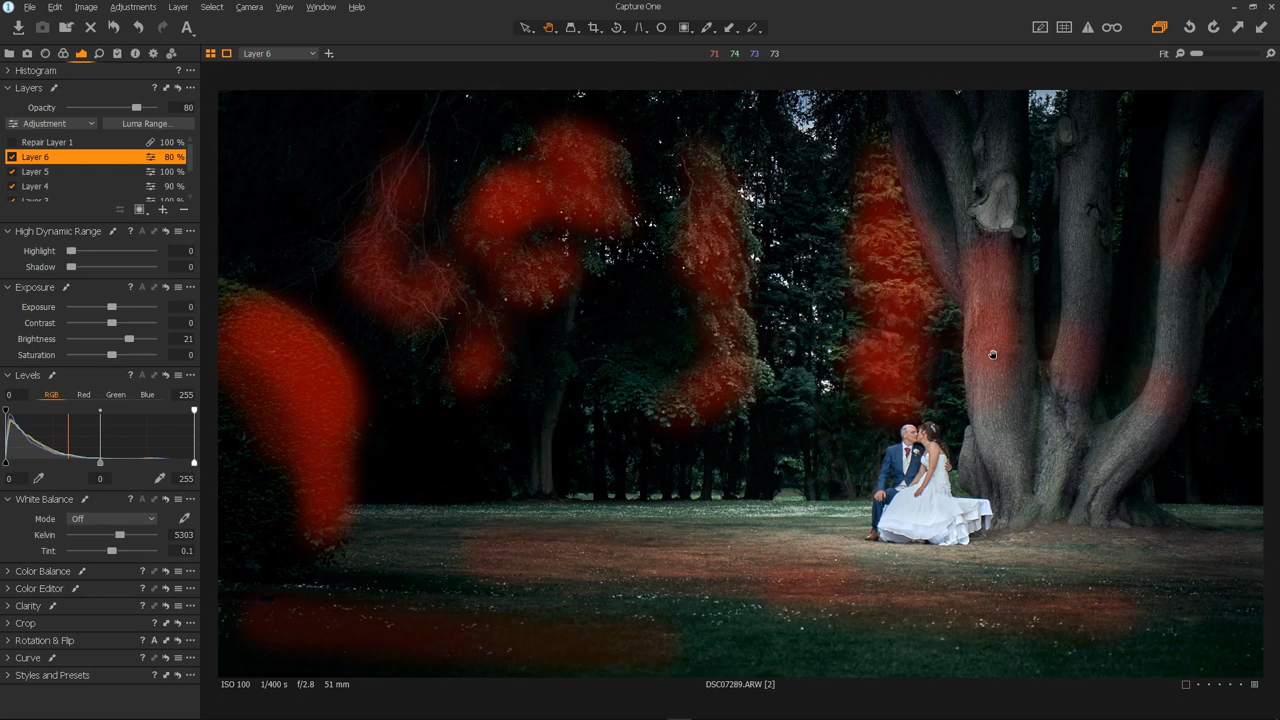 Capture One
File Edit Image Adjustments Layer Select Camera View Window Help
Layer 6
71 74 73 73
Fit
Histogram
Layers
Opacity 80
Adjustment Luma Range...
Repair Layer 1 100 %
Layer 6 80 %
Layer 5 100 %
Layer 4 90 %
High Dynamic Range
Highlight 0
Shadow 0
Exposure
Exposure 0
Contrast 0
Brightness 21
Saturation 0
Levels
0 RGB Red Green Blue 255
0 0 255
White Balance
Mode Off
Kelvin 5303
Tint 0.1
Color Balance
Color Editor
Clarity
Crop
Rotation & Flip
Curve
Styles and Presets
ISO 100 1/400 s f/2.8 51 mm
DSC07289.ARW [2]